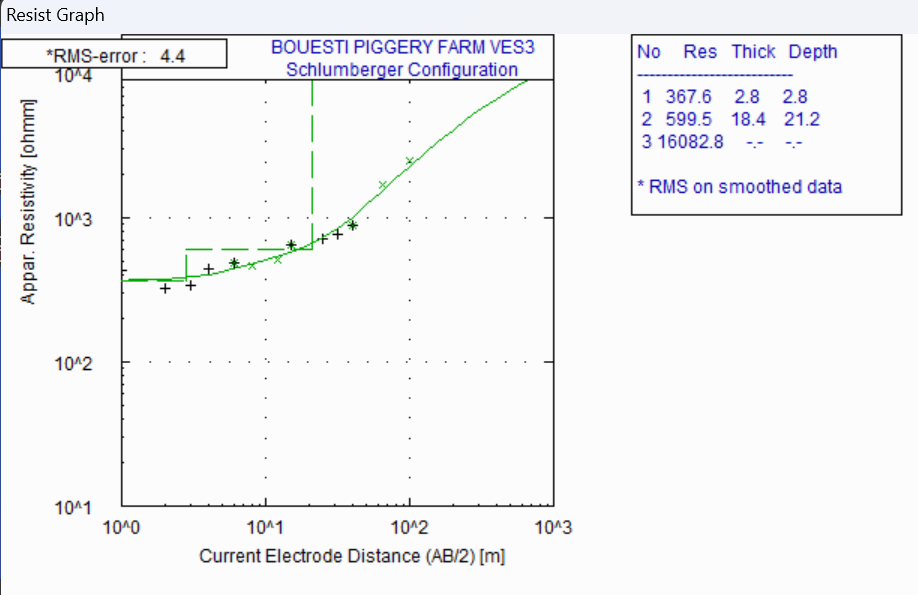 Resist Graph
*RMS-error : 4.4
BOUESTI PIGGERY FARM VES3
Schlumberger Configuration
10^4
10^3
10^2
10^1
Appar. Resistivity [ohmm]
10^0 10^1 10^2 10^3
Current Electrode Distance (AB/2) [m]
No Res Thick Depth
---------------------------
1 367.6 2.8 2.8
2 599.5 18.4 21.2
3 16082.8 -.- -.-
* RMS on smoothed data